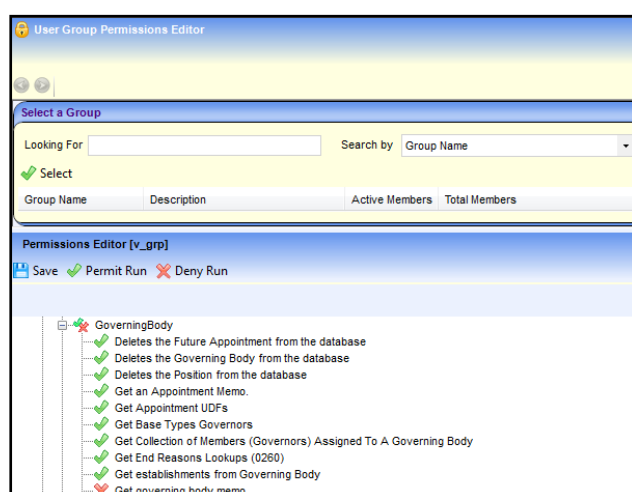 User Group Permissions Editor
Select a Group
Looking For Search by Group Name
Select
Group Name Description Active Members Total Members
Permissions Editor [v_grp]
Save Permit Run Deny Run
GoverningBody
Deletes the Future Appointment from the database
Deletes the Governing Body from the database
Deletes the Position from the database
Get an Appointment Memo.
Get Appointment UDFs
Get Base Types Governors
Get Collection of Members (Governors) Assigned To A Governing Body
Get End Reasons Lookups (0260)
Get establishments from Governing Body
Get governing body memo